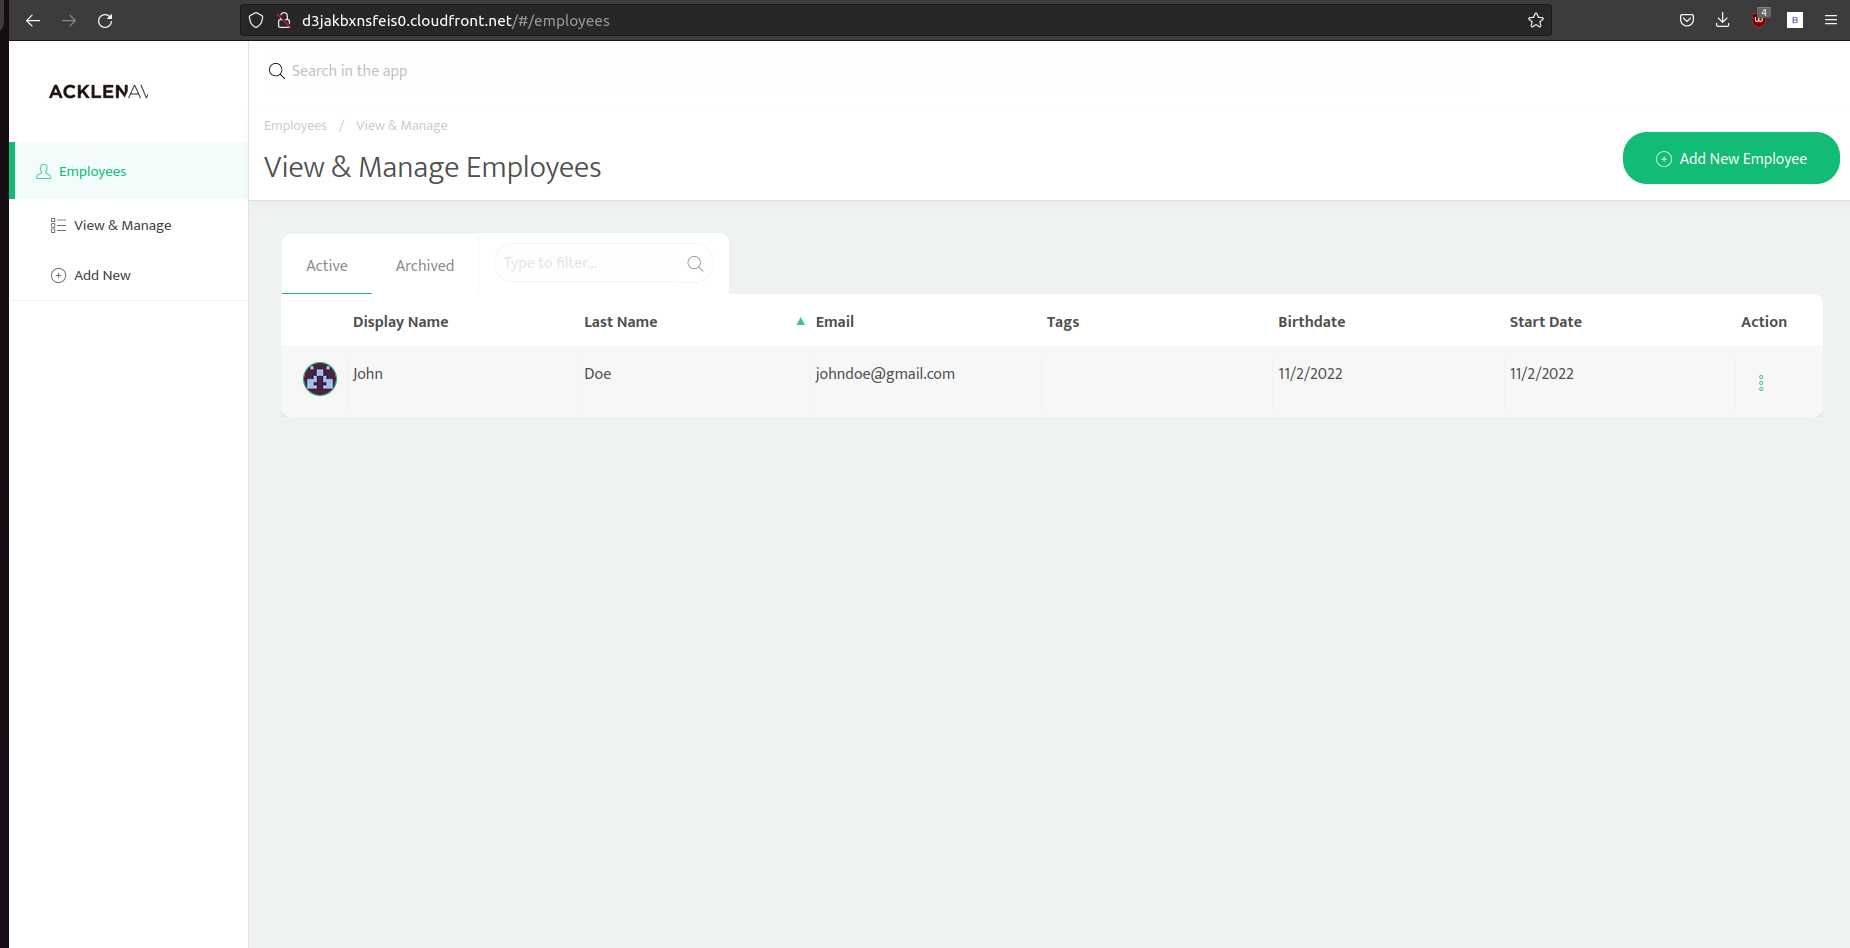 d3jakbxnsfeis0.cloudfront.net/#/employees
4
B
Search in the app
ACKLENAV
Employees / View & Manage
View & Manage Employees
Add New Employee
Employees
View & Manage
Add New
Active Archived Type to filter...
Display Name Last Name Email Tags Birthdate Start Date Action
John Doe johndoe@gmail.com 11/2/2022 11/2/2022